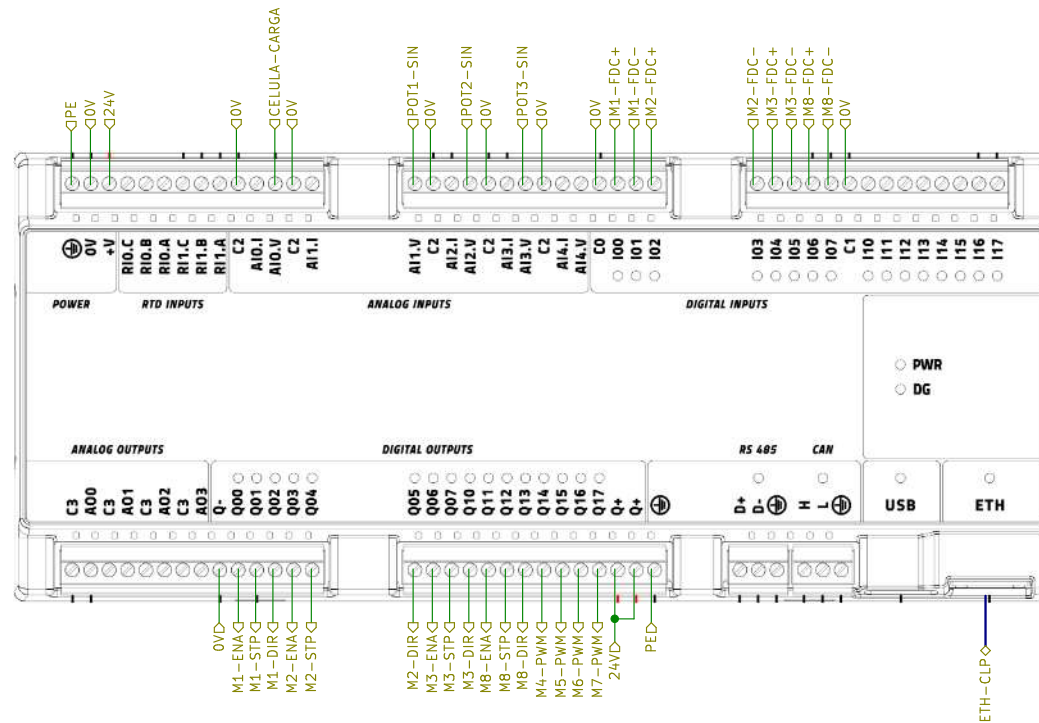 PE
0V
24V
0V
CELULA-CARGA
0V
POT1-SIN
0V
POT2-SIN
0V
POT3-SIN
0V
0V
M1-FDC+
M1-FDC-
M2-FDC+
M2-FDC-
M3-FDC+
M3-FDC-
M8-FDC+
M8-FDC-
0V
0V
+V
RI0.C
RI0.B
RI0.A
RI1.C
RI1.B
RI1.A
C2
AI0.I
AI0.V
C2
AI1.I
AI1.V
C2
AI2.I
AI2.V
C2
AI3.I
AI3.V
C2
AI4.I
AI4.V
C0
I00
I01
I02
I03
I04
I05
I06
I07
C1
I10
I11
I12
I13
I14
I15
I16
I17
POWER
RTD INPUTS
ANALOG INPUTS
DIGITAL INPUTS
PWR
DG
ANALOG OUTPUTS
DIGITAL OUTPUTS
RS 485
CAN
C3
AO0
C3
AO1
C3
AO2
C3
AO3
Q-
Q00
Q01
Q02
Q03
Q04
Q05
Q06
Q07
Q10
Q11
Q12
Q13
Q14
Q15
Q16
Q17
Q+
Q+
D+
D-
H
L
USB
ETH
0V
M1-ENA
M1-STP
M1-DIR
M2-ENA
M2-STP
M2-DIR
M3-ENA
M3-STP
M3-DIR
M8-ENA
M8-STP
M8-DIR
M4-PWM
M5-PWM
M6-PWM
M7-PWM
24V
PE
ETH-CLP